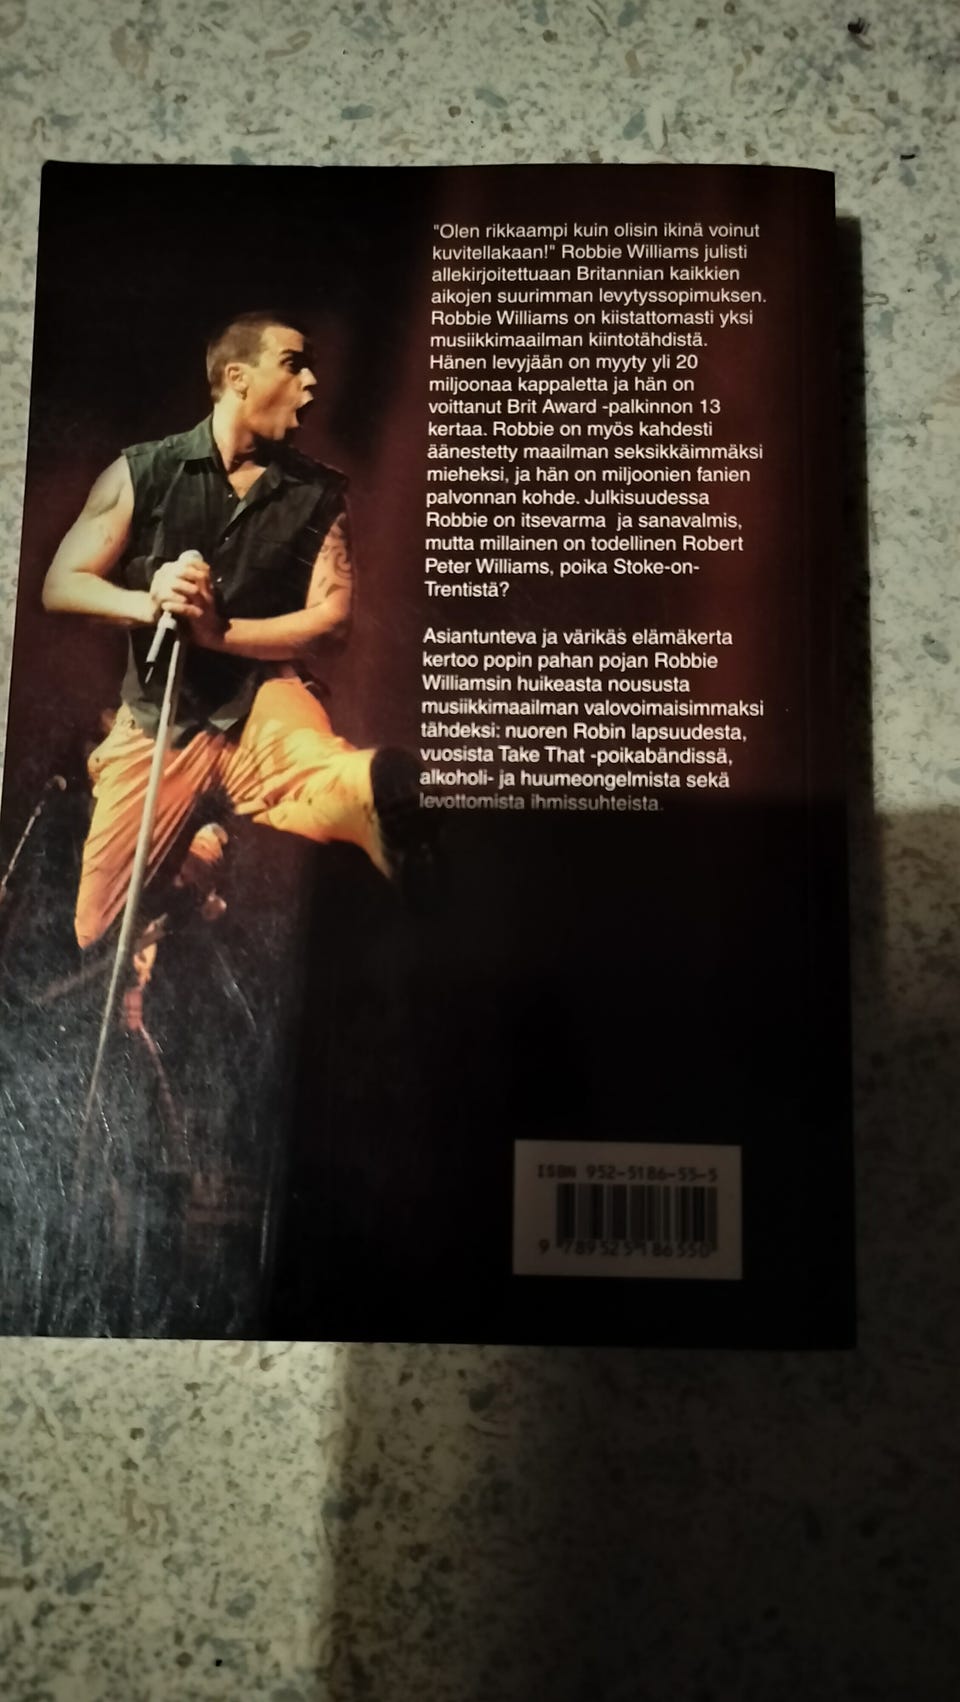 "Olen rikkaampi kuin olisin ikinä voinut
kuvitellakaan!" Robbie Williams julisti
allekirjoitettuaan Britannian kaikkien
aikojen suurimman levytyssopimuksen.
Robbie Williams on kiistattomasti yksi
musiikkimaailman kiintotähdistä.
Hänen levyjään on myyty yli 20
miljoonaa kappaletta ja hän on
voittanut Brit Award -palkinnon 13
kertaa. Robbie on myös kahdesti
äänestetty maailman seksikkäimmäksi
mieheksi, ja hän on miljoonien fanien
palvonnan kohde. Julkisuudessa
Robbie on itsevarma ja sanavalmis,
mutta millainen on todellinen Robert
Peter Williams, poika Stoke-on-
Trentistä?
Asiantunteva ja värikäs elämäkerta
kertoo popin pahan pojan Robbie
Williamsin huikeasta noususta
musiikkimaailman valovoimaisimmaksi
tähdeksi: nuoren Robin lapsuudesta,
vuosista Take That -poikabändissä,
alkoholi- ja huumeongelmista sekä
levottomista ihmissuhteista.
ISBN 952-5186-55-5
9 789525 186550